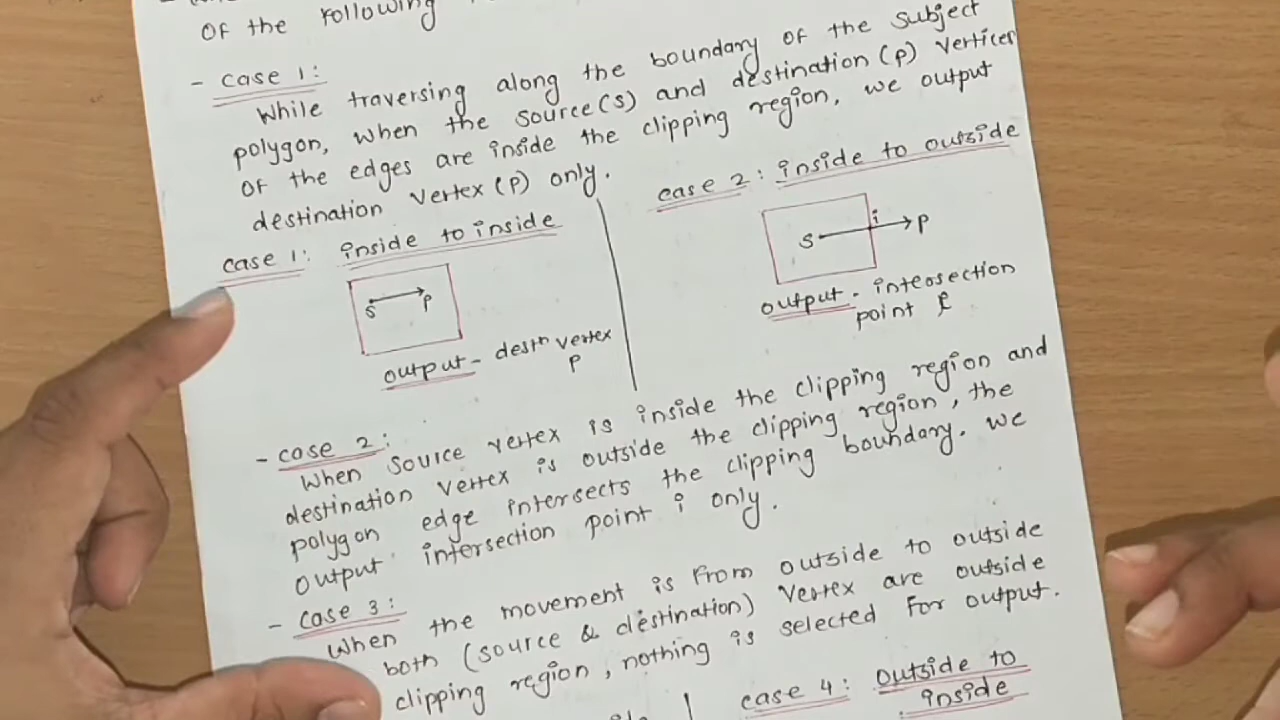 of the following
- case 1:
While traversing along the boundary of the subject
polygon, when the source(s) and destination(p) vertices
of the edges are inside the clipping region, we output
destination vertex(p) only.
case 1: inside to inside
s p
output - destn vertex
p
case 2: inside to outside
s i p
output - intersection
point i
- case 2:
When source vertex is inside the clipping region and
destination vertex is outside the clipping region, the
polygon edge intersects the clipping boundary. we
output intersection point i only.
- case 3:
When the movement is from outside to outside
both (source & destination) vertex are outside
clipping region, nothing is selected for output.
case 4: outside to
inside